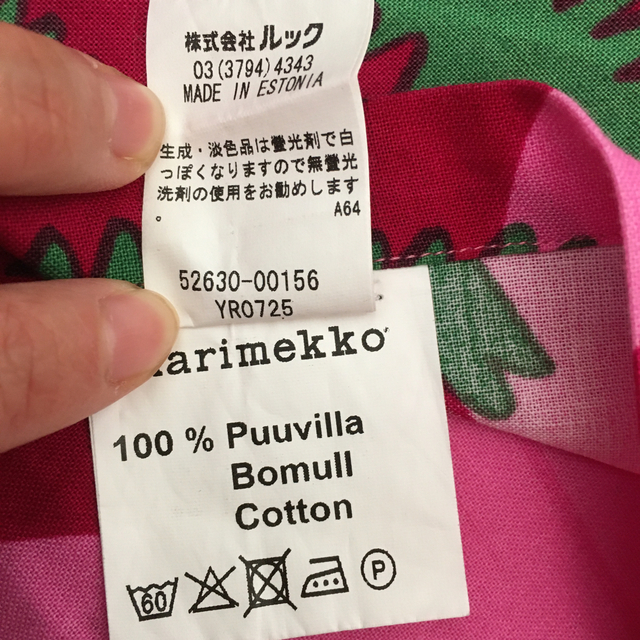 株式会社 ルック
03(3794)4343
MADE IN ESTONIA
生成・淡色品は螢光剤で白
っぽくなりますので無螢光
洗剤の使用をお勧めします
。
A64
52630-00156
YR0725
arimekko
100 % Puuvilla
Bomull
Cotton
60
P